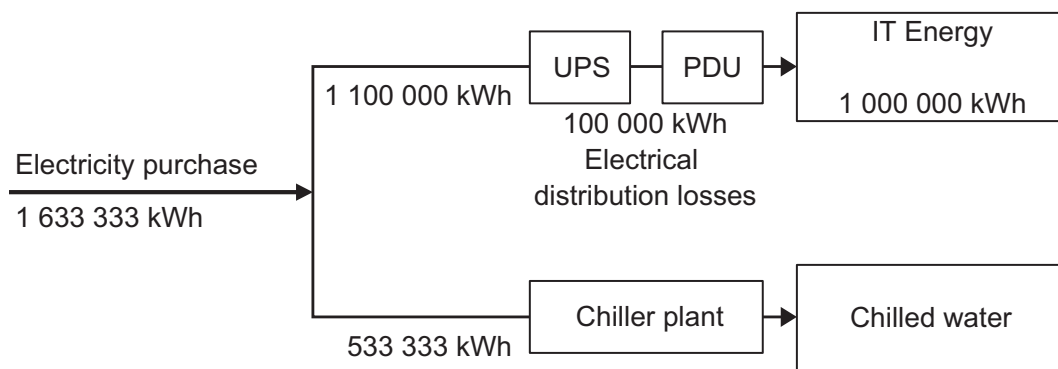 IT Energy
UPS
PDU
1 100 000 kWh
1 000 000 kWh
100 000 kWh
Electrical
distribution losses
Electricity purchase
1 633 333 kWh
Chiller plant
Chilled water
533 333 kWh